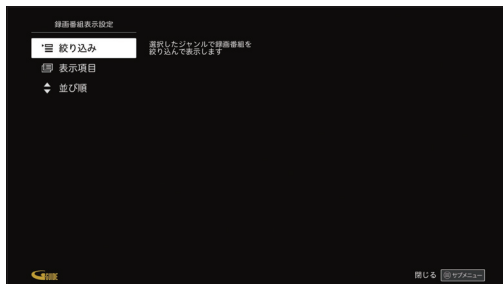 録画番組表示設定
絞り込み
選択したジャンルで録画番組を
絞り込んで表示します
表示項目
並び順
G GUIDE
閉じる サブメニュー